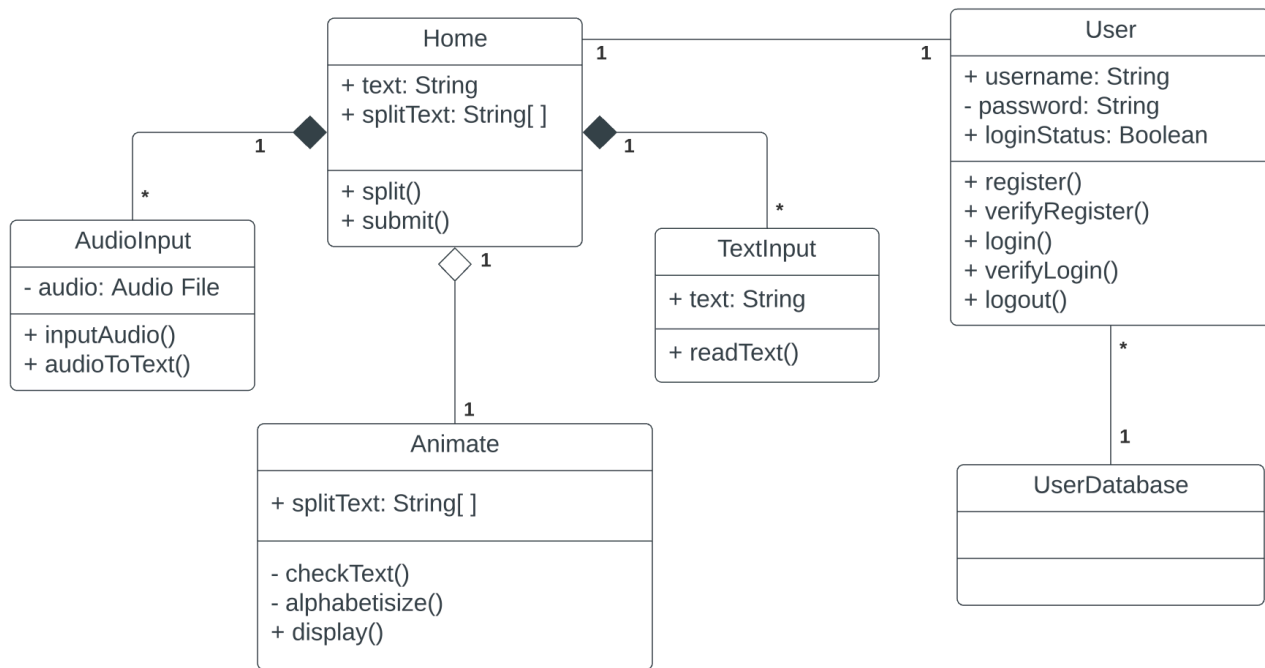 Home
+ text: String
+ splitText: String[ ]
+ split()
+ submit()
1
1
User
+ username: String
- password: String
+ loginStatus: Boolean
+ register()
+ verifyRegister()
+ login()
+ verifyLogin()
+ logout()
1
*
AudioInput
- audio: Audio File
+ inputAudio()
+ audioToText()
1
*
TextInput
+ text: String
+ readText()
1
1
Animate
+ splitText: String[ ]
- checkText()
- alphabetisize()
+ display()
*
1
UserDatabase